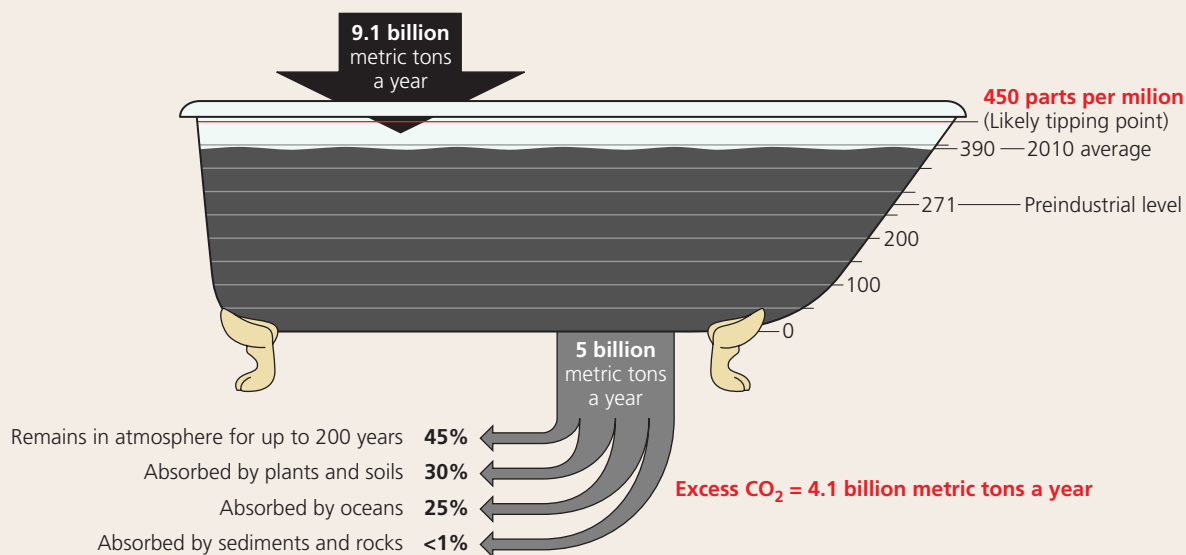 9.1 billion
metric tons
a year
450 parts per milion
(Likely tipping point)
390 2010 average
271 Preindustrial level
200
100
0
5 billion
metric tons
a year
Remains in atmosphere for up to 200 years 45%
Absorbed by plants and soils 30%
Absorbed by oceans 25%
Absorbed by sediments and rocks <1%
Excess CO₂ = 4.1 billion metric tons a year